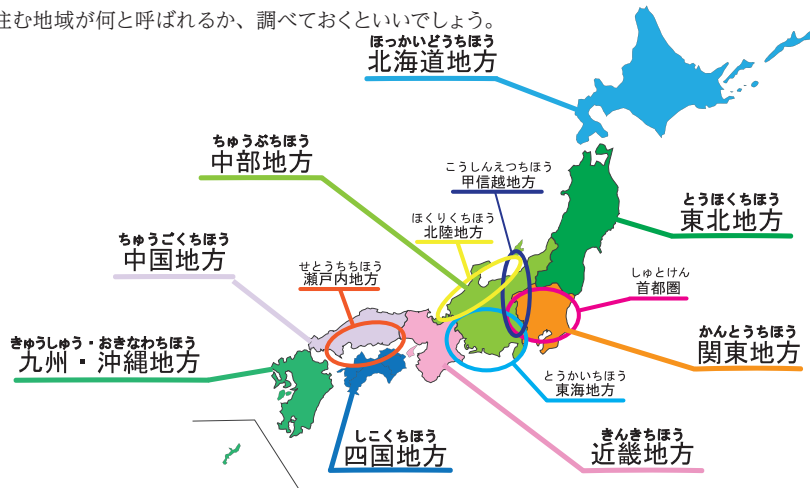 住む地域が何と呼ばれるか、調べておくといいでしょう。
ほっかいどうちほう
北海道地方
ちゅうぶちほう
中部地方
こうしんえつちほう
甲信越地方
とうほくちほう
東北地方
ほくりくちほう
北陸地方
ちゅうごくちほう
中国地方
せとうちちほう
瀬戸内地方
しゅとけん
首都圏
きゅうしゅう・おきなわちほう
九州・沖縄地方
かんとうちほう
関東地方
とうかいちほう
東海地方
しこくちほう
四国地方
きんきちほう
近畿地方